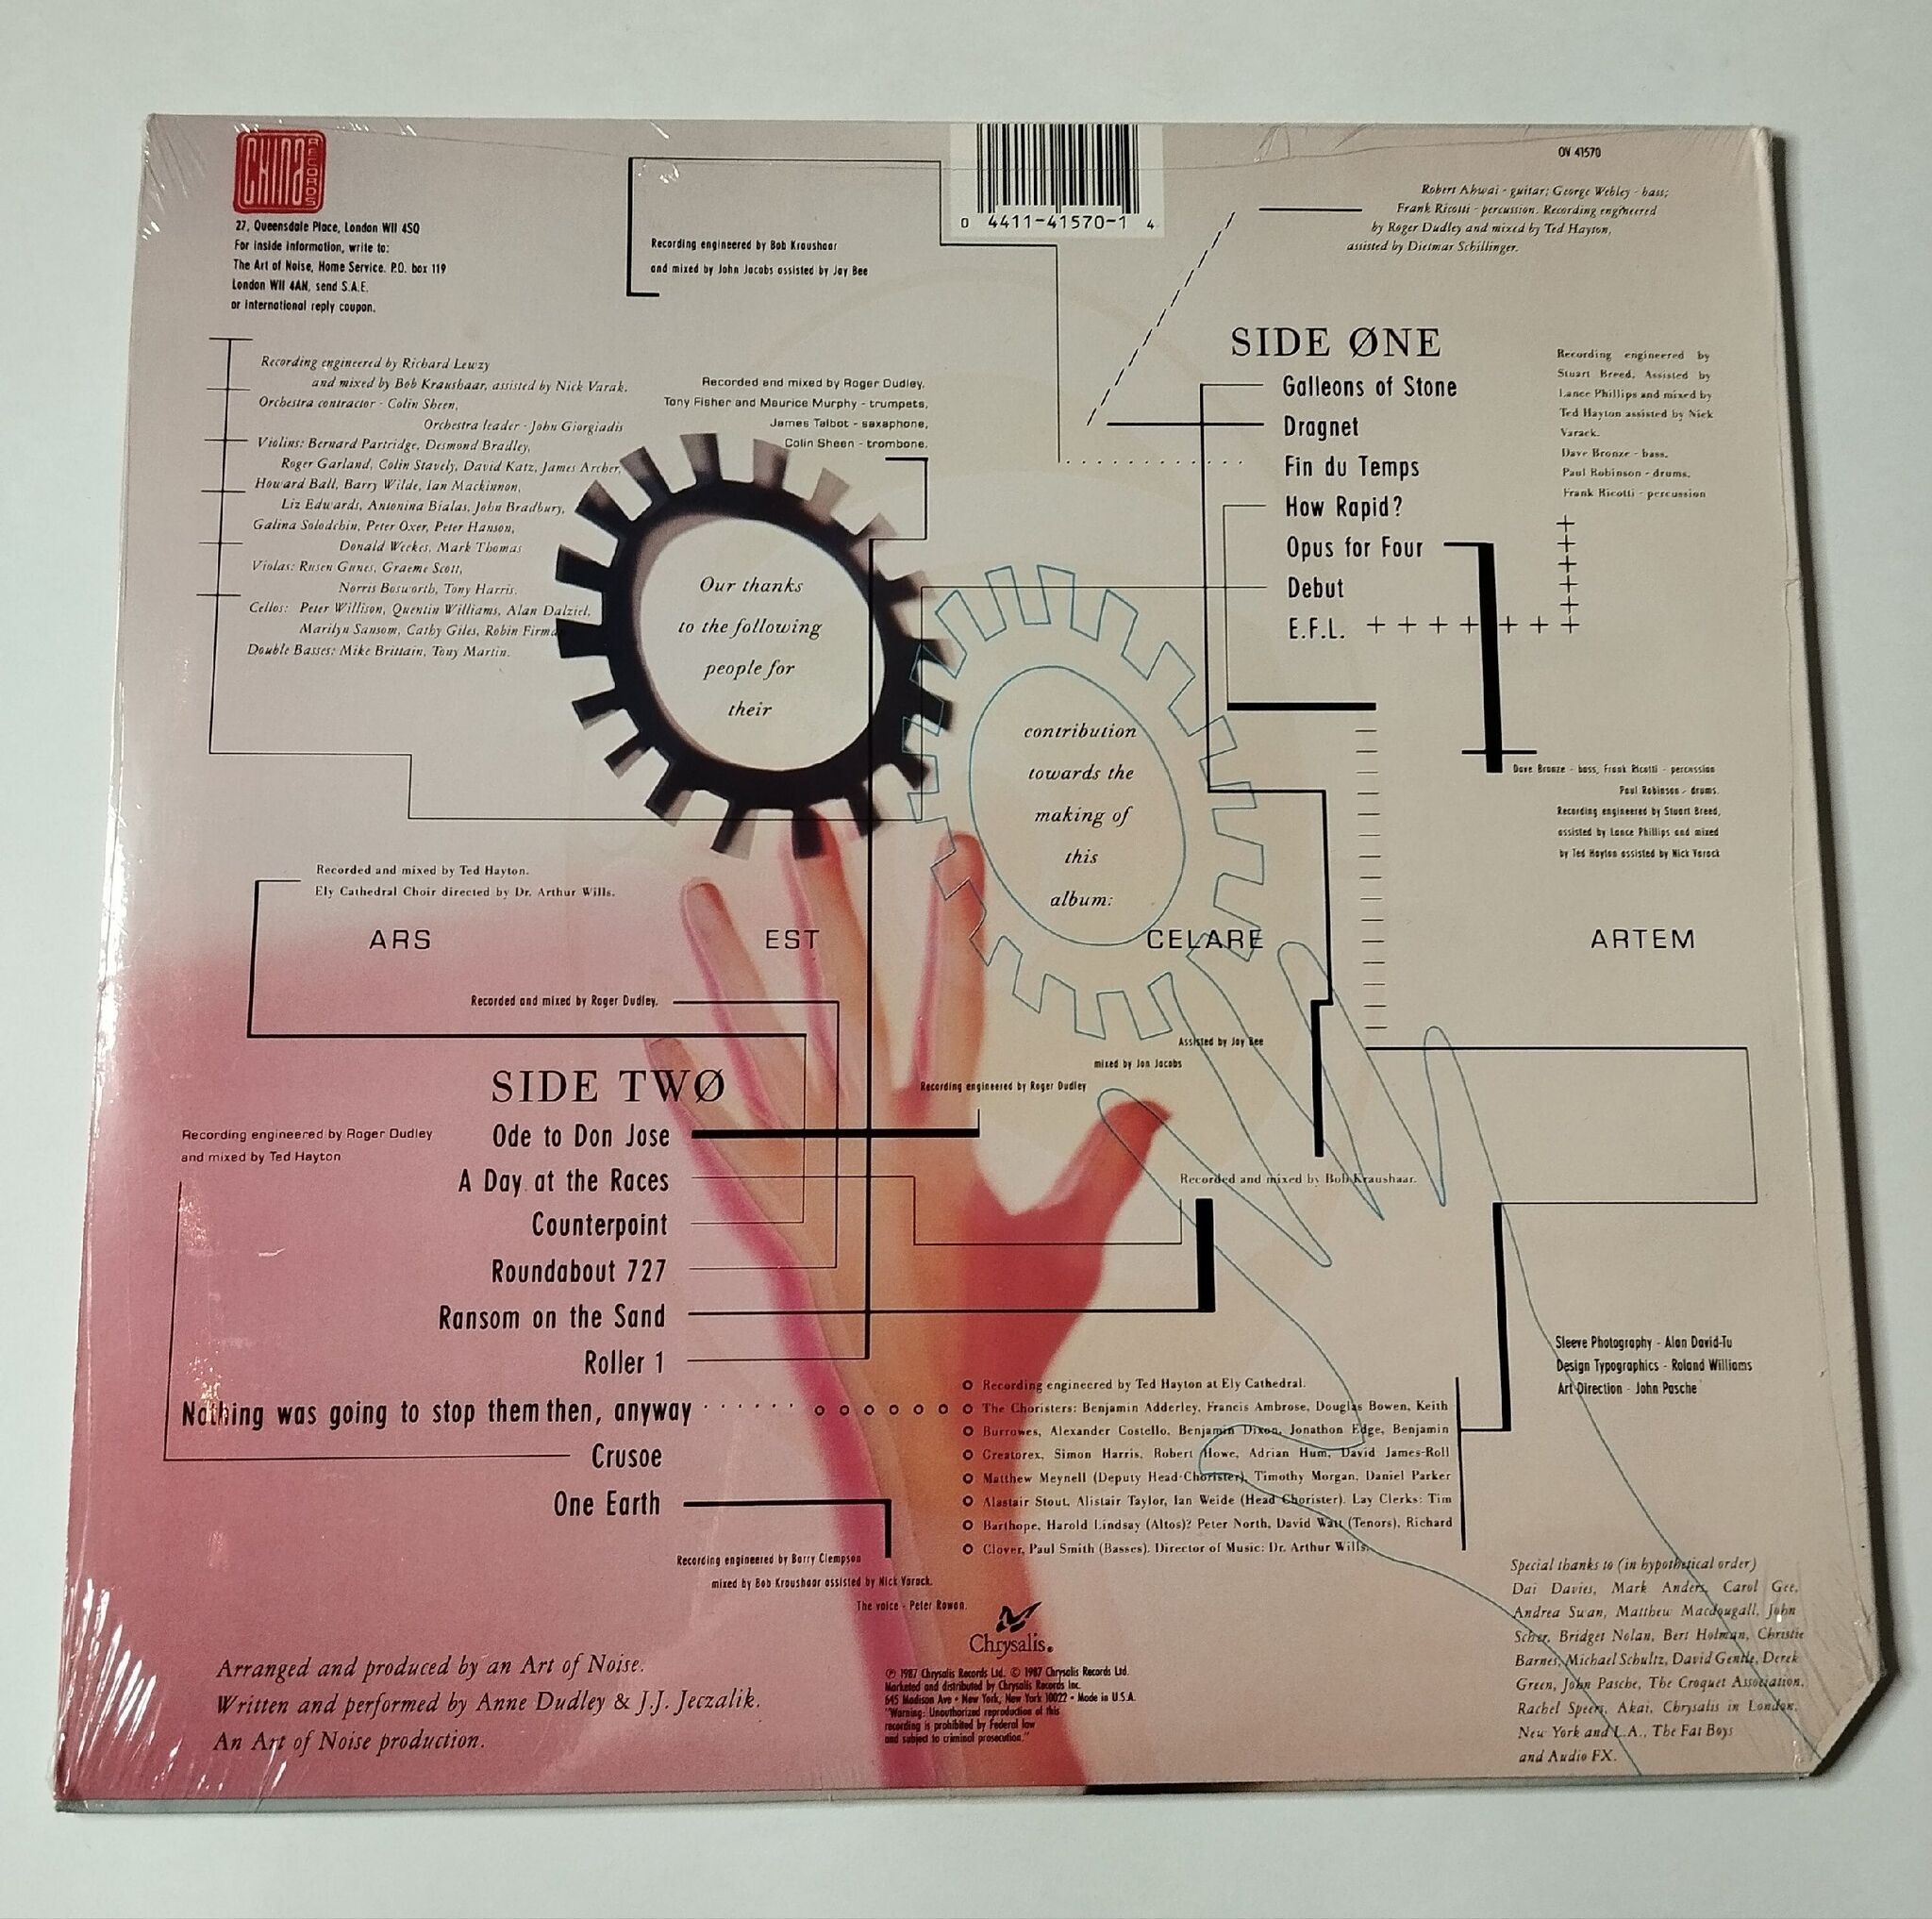 CHINA RECORDS
27, Queensdale Place, London W11 4SQ
For inside information, write to:
The Art of Noise, Home Service. P.O. box 119
London W11 4AN, send S.A.E.
or international reply coupon.
Recording engineered by Bob Kraushaar
and mixed by John Jacobs assisted by Jay Bee
0 4411-41570-1 4
OV 41570
Robert Ahwai - guitar; George Webley - bass;
Frank Ricotti - percussion. Recording engineered
by Roger Dudley and mixed by Ted Hayton,
assisted by Dietmar Schillinger.
Recording engineered by Richard Lewzy
and mixed by Bob Kraushaar, assisted by Nick Varak.
Orchestra contractor - Colin Sheen,
Orchestra leader - John Giorgiadis
Violins: Bernard Partridge, Desmond Bradley,
Roger Garland, Colin Stavely, David Katz, James Archer,
Howard Ball, Barry Wilde, Ian Mackinnon,
Liz Edwards, Antonina Bialas, John Bradbury,
Galina Solodchin, Peter Oxer, Peter Hanson,
Donald Weekes, Mark Thomas
Violas: Rusen Gunes, Graeme Scott,
Norris Bosworth, Tony Harris.
Cellos: Peter Willison, Quentin Williams, Alan Dalziel,
Marilyn Sansom, Cathy Giles, Robin Firma
Double Basses: Mike Brittain, Tony Martin.
Recorded and mixed by Roger Dudley.
Tony Fisher and Maurice Murphy - trumpets,
James Talbot - saxaphone,
Colin Sheen - trombone.
SIDE ØNE
Galleons of Stone
Dragnet
Fin du Temps
How Rapid?
Opus for Four
Debut
E.F.L. + + + + + + +
Recording engineered by
Stuart Breed, Assisted by
Lance Phillips and mixed by
Ted Hayton assisted by Nick
Varack.
Dave Bronze - bass,
Paul Robinson - drums,
Frank Ricotti - percussion
Our thanks
to the following
people for
their
contribution
towards the
making of
this
album:
Dave Bronze - bass, Frank Ricotti - percussion
Paul Robinson - drums.
Recording engineered by Stuart Breed,
assisted by Lance Phillips and mixed
by Ted Hayton assisted by Nick Varack
Recorded and mixed by Ted Hayton.
Ely Cathedral Choir directed by Dr. Arthur Wills.
ARS EST CELARE ARTEM
Recorded and mixed by Roger Dudley.
Assisted by Jay Bee
mixed by Jon Jacobs
Recording engineered by Roger Dudley
SIDE TWØ
Ode to Don Jose
A Day at the Races
Counterpoint
Roundabout 727
Ransom on the Sand
Roller 1
Nothing was going to stop them then, anyway
Crusoe
One Earth
Recording engineered by Roger Dudley
and mixed by Ted Hayton
Recorded and mixed by Bob Kraushaar.
Sleeve Photography - Alan David-Tu
Design Typographics - Roland Williams
Art Direction - John Pasche
Recording engineered by Ted Hayton at Ely Cathedral.
The Choristers: Benjamin Adderley, Francis Ambrose, Douglas Bowen, Keith
Burrowes, Alexander Costello, Benjamin Dixon, Jonathon Edge, Benjamin
Greatorex, Simon Harris, Robert Howe, Adrian Hum, David James-Roll
Matthew Meynell (Deputy Head-Chorister), Timothy Morgan, Daniel Parker
Alastair Stout, Alistair Taylor, Ian Weide (Head Chorister). Lay Clerks: Tim
Barthope, Harold Lindsay (Altos)? Peter North, David Watt (Tenors), Richard
Clover, Paul Smith (Basses). Director of Music: Dr. Arthur Wills.
Recording engineered by Barry Clempson
mixed by Bob Kraushaar assisted by Nick Varack.
The voice - Peter Rowan.
Special thanks to (in hypothetical order)
Dai Davies, Mark Anders, Carol Gee,
Andrea Swan, Matthew Macdougall, John
Scher, Bridget Nolan, Bert Holman, Christie
Barnes, Michael Schultz, David Gentle, Derek
Green, John Pasche, The Croquet Association,
Rachel Speers, Akai, Chrysalis in London,
New York and L.A., The Fat Boys
and Audio FX.
Arranged and produced by an Art of Noise.
Written and performed by Anne Dudley & J.J. Jeczalik.
An Art of Noise production.
Chrysalis®
℗ 1987 Chrysalis Records Ltd. © 1987 Chrysalis Records Ltd.
Marketed and distributed by Chrysalis Records Inc.
645 Madison Ave • New York, New York 10022 • Made in U.S.A.
"Warning: Unauthorized reproduction of this
recording is prohibited by Federal law
and subject to criminal prosecution."